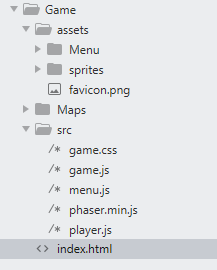 Game
assets
Menu
sprites
favicon.png
Maps
src
/* game.css
/* game.js
/* menu.js
/* phaser.min.js
/* player.js
<> index.html